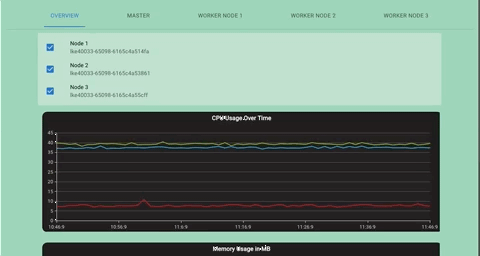 OVERVIEW MASTER WORKER NODE 1 WORKER NODE 2 WORKER NODE 3
Node 1
lke40033-65098-6165c4a514fa
Node 2
lke40033-65098-6165c4a53861
Node 3
lke40033-65098-6165c4a55cff
CPU Usage Over Time
45
40
35
30
25
20
15
10
5
0
10:46.9 10:56.9 11:6.9 11:16.9 11:26.9 11:36.9 11:46.9
Memory Usage in MB